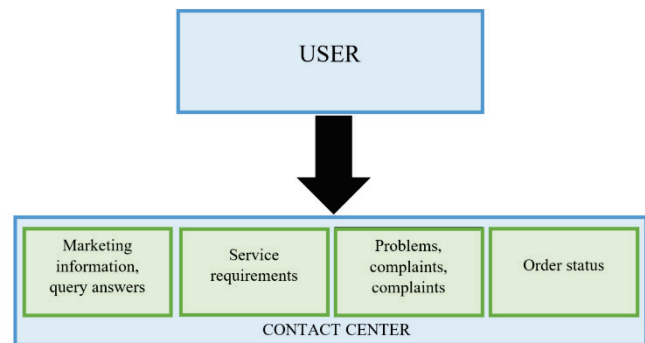 USER
Marketing
information,
query answers
Service
requirements
Problems,
complaints,
complaints
Order status
CONTACT CENTER